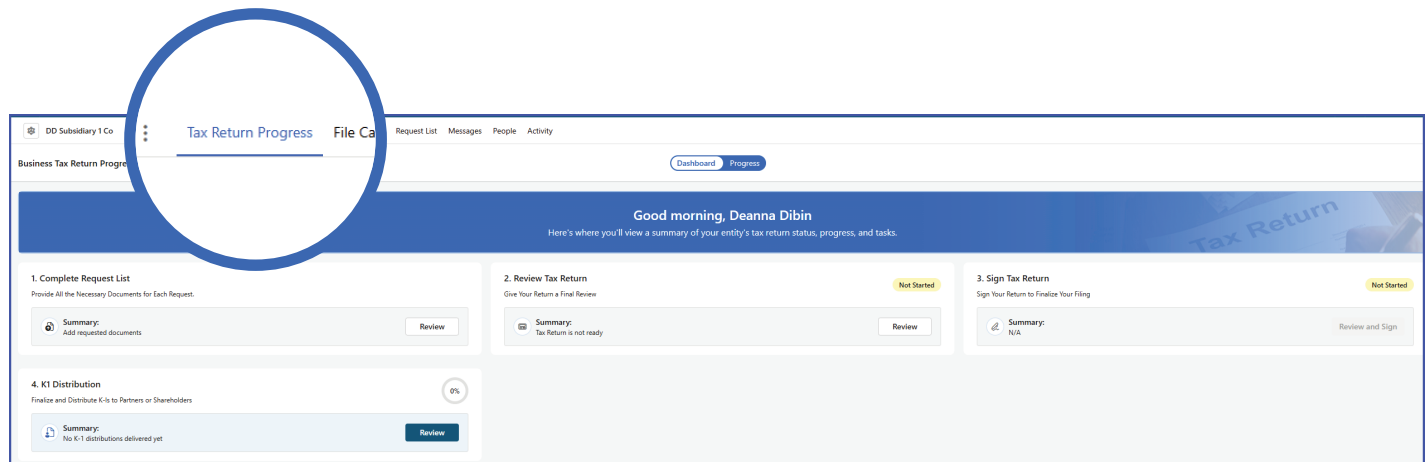 DD Subsidiary 1 Co Tax Return Progress File Ca Request List Messages People Activity
Business Tax Return Progre Dashboard Progress
Good morning, Deanna Dibin
Here's where you'll view a summary of your entity's tax return status, progress, and tasks.
Tax Return
1. Complete Request List
Provide All the Necessary Documents for Each Request.
Summary:
Add requested documents
Review
2. Review Tax Return
Not Started
Give Your Return a Final Review
Summary:
Tax Return is not ready
Review
3. Sign Tax Return
Not Started
Sign Your Return to Finalize Your Filing
Summary:
N/A
Review and Sign
4. K1 Distribution
0%
Finalize and Distribute K-Is to Partners or Shareholders
Summary:
No K-1 distributions delivered yet
Review